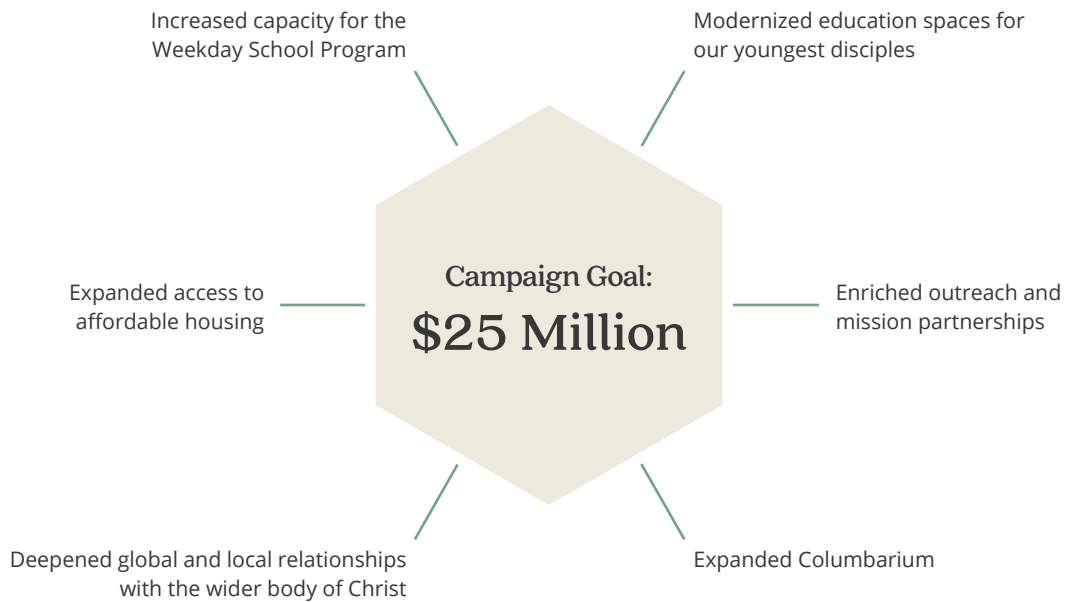 Increased capacity for the
Weekday School Program
Modernized education spaces for
our youngest disciples
Campaign Goal:
$25 Million
Expanded access to
affordable housing
Enriched outreach and
mission partnerships
Deepened global and local relationships
with the wider body of Christ
Expanded Columbarium